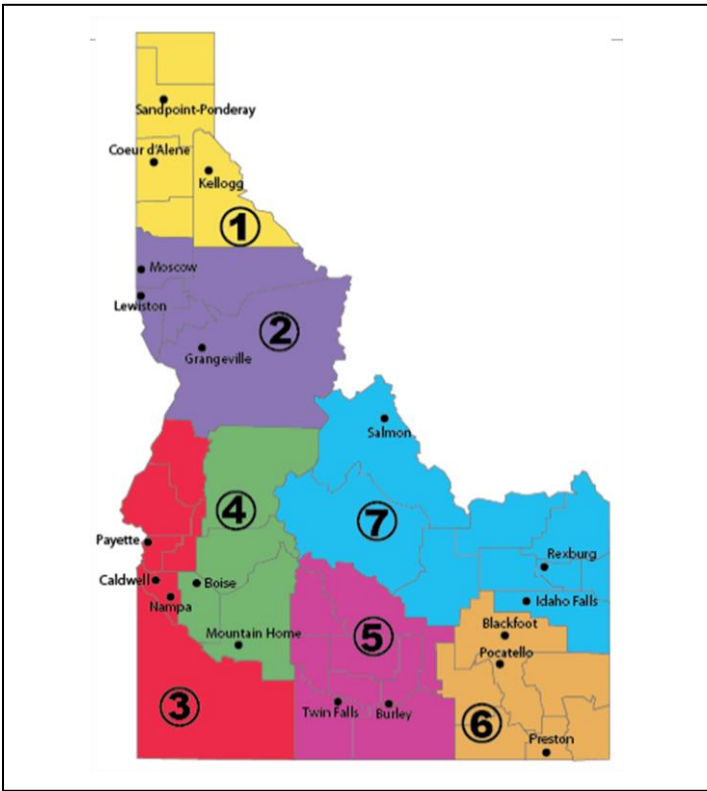 Sandpoint-Ponderay
Coeur d'Alene
Kellogg
1
Moscow
Lewiston
2
Grangeville
Salmon
4
7
Payette
Rexburg
Caldwell
Boise
Nampa
Idaho Falls
Blackfoot
Mountain Home
5
Pocatello
3
Twin Falls
Burley
6
Preston